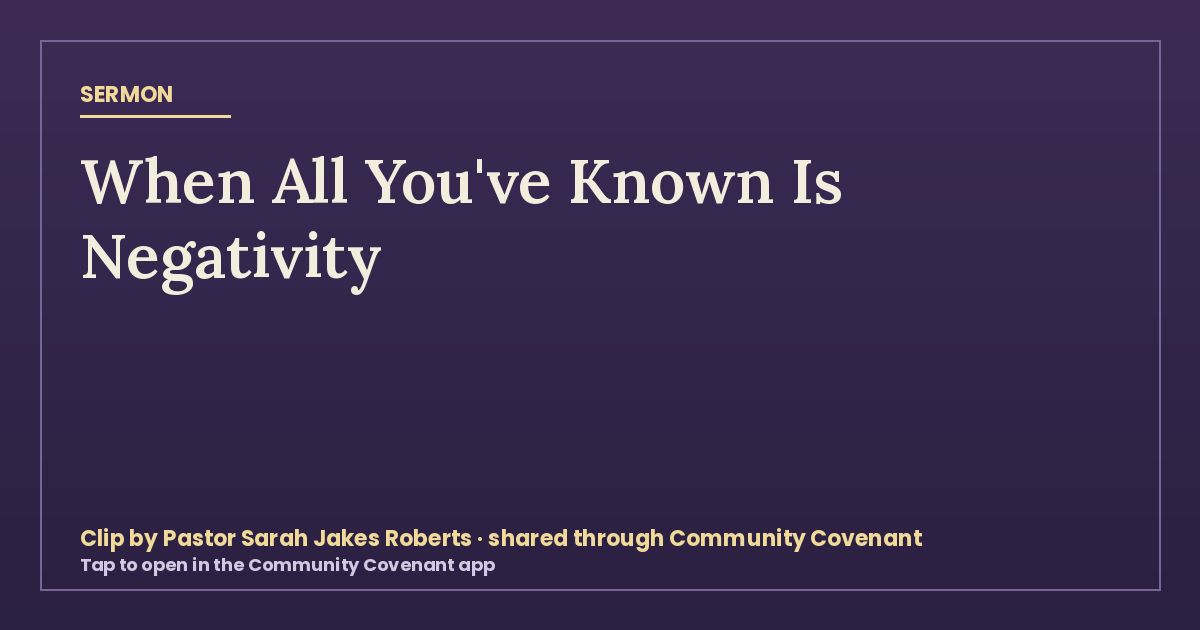 SERMON
When All You've Known Is
Negativity
Clip by Pastor Sarah Jakes Roberts · shared through Community Covenant
Tap to open in the Community Covenant app